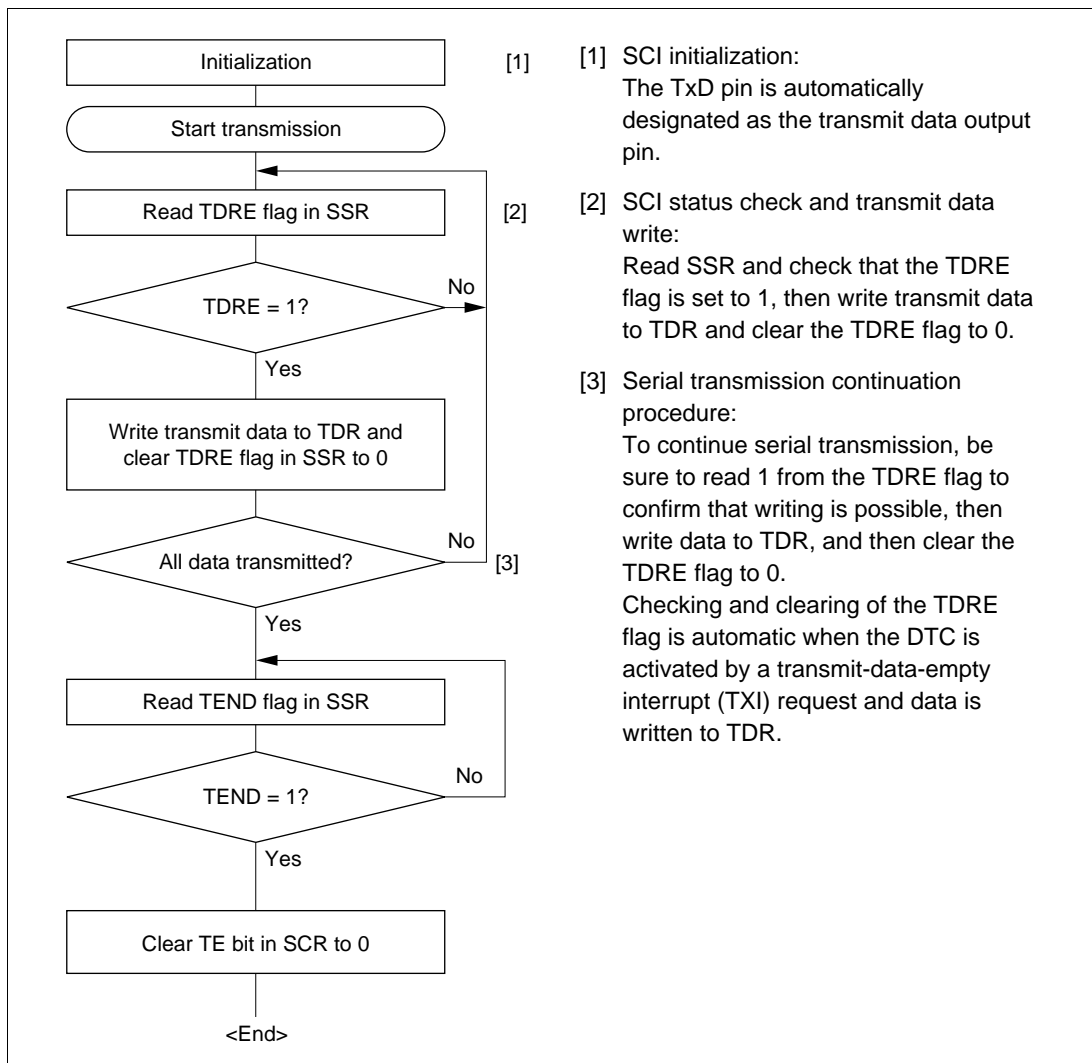 Initialization
[1]
Start transmission
Read TDRE flag in SSR
[2]
No
TDRE = 1?
Yes
Write transmit data to TDR and
clear TDRE flag in SSR to 0
No
All data transmitted?
[3]
Yes
Read TEND flag in SSR
No
TEND = 1?
Yes
Clear TE bit in SCR to 0
<End>
[1] SCI initialization:
The TxD pin is automatically
designated as the transmit data output
pin.
[2] SCI status check and transmit data
write:
Read SSR and check that the TDRE
flag is set to 1, then write transmit data
to TDR and clear the TDRE flag to 0.
[3] Serial transmission continuation
procedure:
To continue serial transmission, be
sure to read 1 from the TDRE flag to
confirm that writing is possible, then
write data to TDR, and then clear the
TDRE flag to 0.
Checking and clearing of the TDRE
flag is automatic when the DTC is
activated by a transmit-data-empty
interrupt (TXI) request and data is
written to TDR.